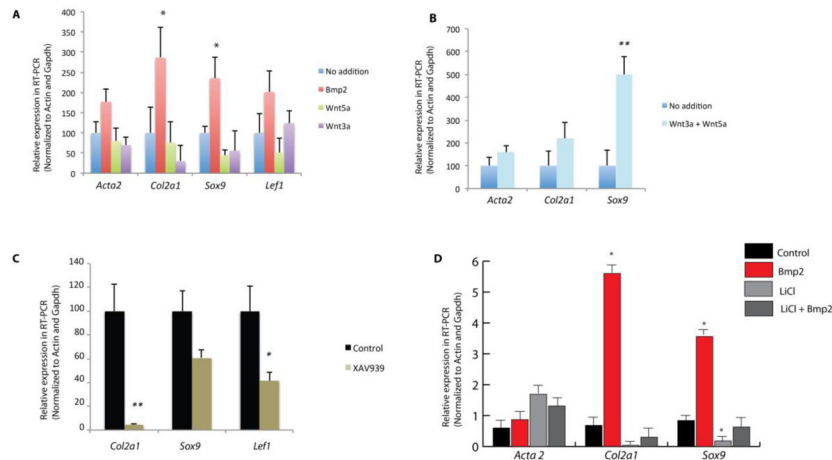 A
Relative expression in RT-PCR
(Normalized to Actin and Gapdh)
400
350
300
250
200
150
100
50
0
*
*
Acta2
Col2a1
Sox9
Lef1
No addition
Bmp2
Wnt5a
Wnt3a
B
Relative expression in RT-PCR
(Normalized to Actin and Gapdh)
700
600
500
400
300
200
100
0
**
Acta2
Col2a1
Sox9
No addition
Wnt3a + Wnt5a
C
Relative expression in RT-PCR
(Normalized to Actin and Gapdh)
140
120
100
80
60
40
20
0
**
*
Col2a1
Sox9
Lef1
Control
XAV939
D
Relative expression in RT-PCR
(Normalized to Actin and Gapdh)
6
5
4
3
2
1
0
*
*
*
Acta 2
Col2a1
Sox9
Control
Bmp2
LiCl
LiCl + Bmp2